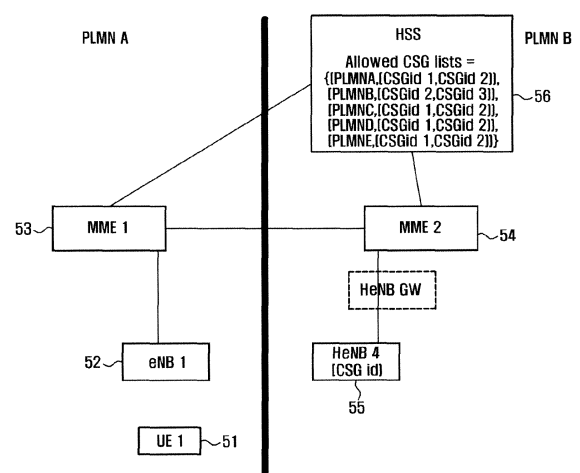 PLMN A
HSS
PLMN B
Allowed CSG lists =
{[PLMNA,[CSGid 1,CSGid 2]],
[PLMNB,[CSGid 2,CSGid 3]],
[PLMNC,[CSGid 1,CSGid 2]],
[PLMND,[CSGid 1,CSGid 2]],
[PLMNE,[CSGid 1,CSGid 2]]}
56
53
MME 1
MME 2
54
HeNB GW
52
eNB 1
HeNB 4
[CSG id]
55
UE 1
51